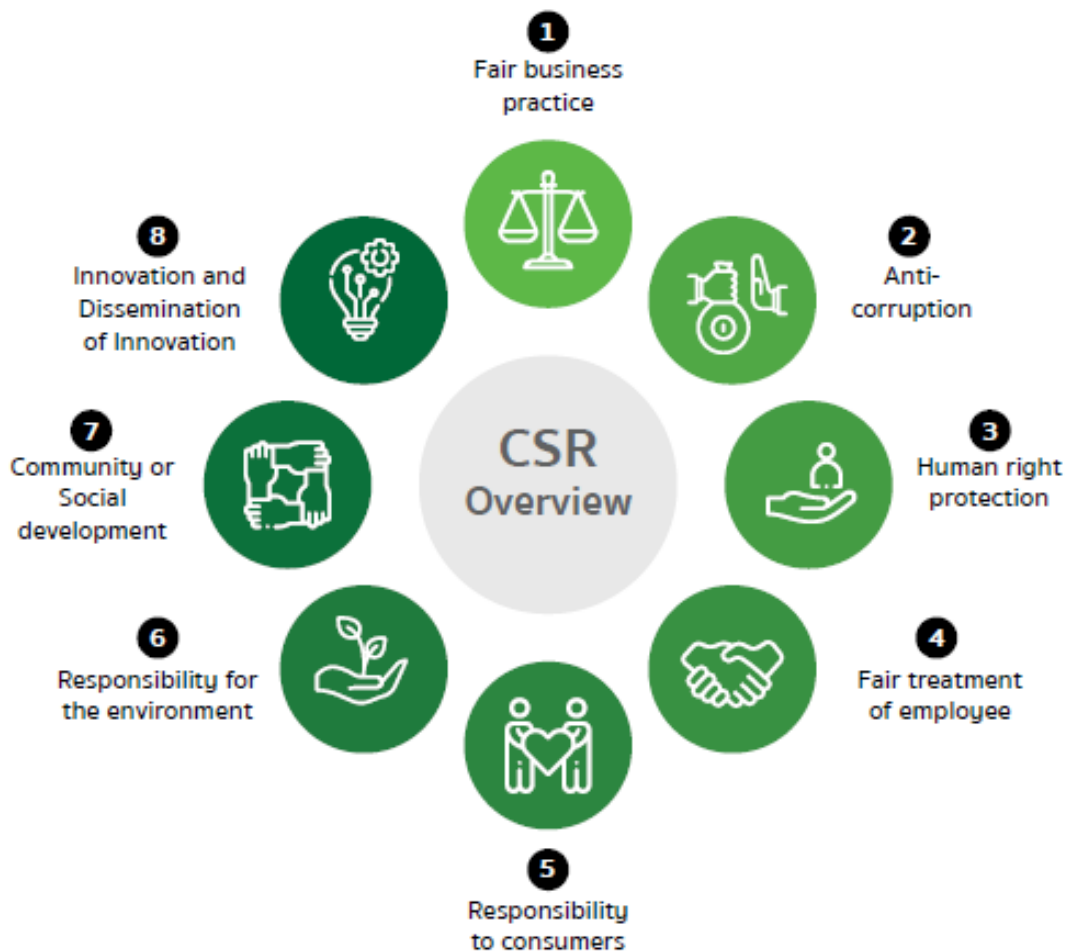 CSR
Overview
1
Fair business
practice
2
Anti-
corruption
3
Human right
protection
4
Fair treatment
of employee
5
Responsibility
to consumers
6
Responsibility for
the environment
7
Community or
Social
development
8
Innovation and
Dissemination
of Innovation